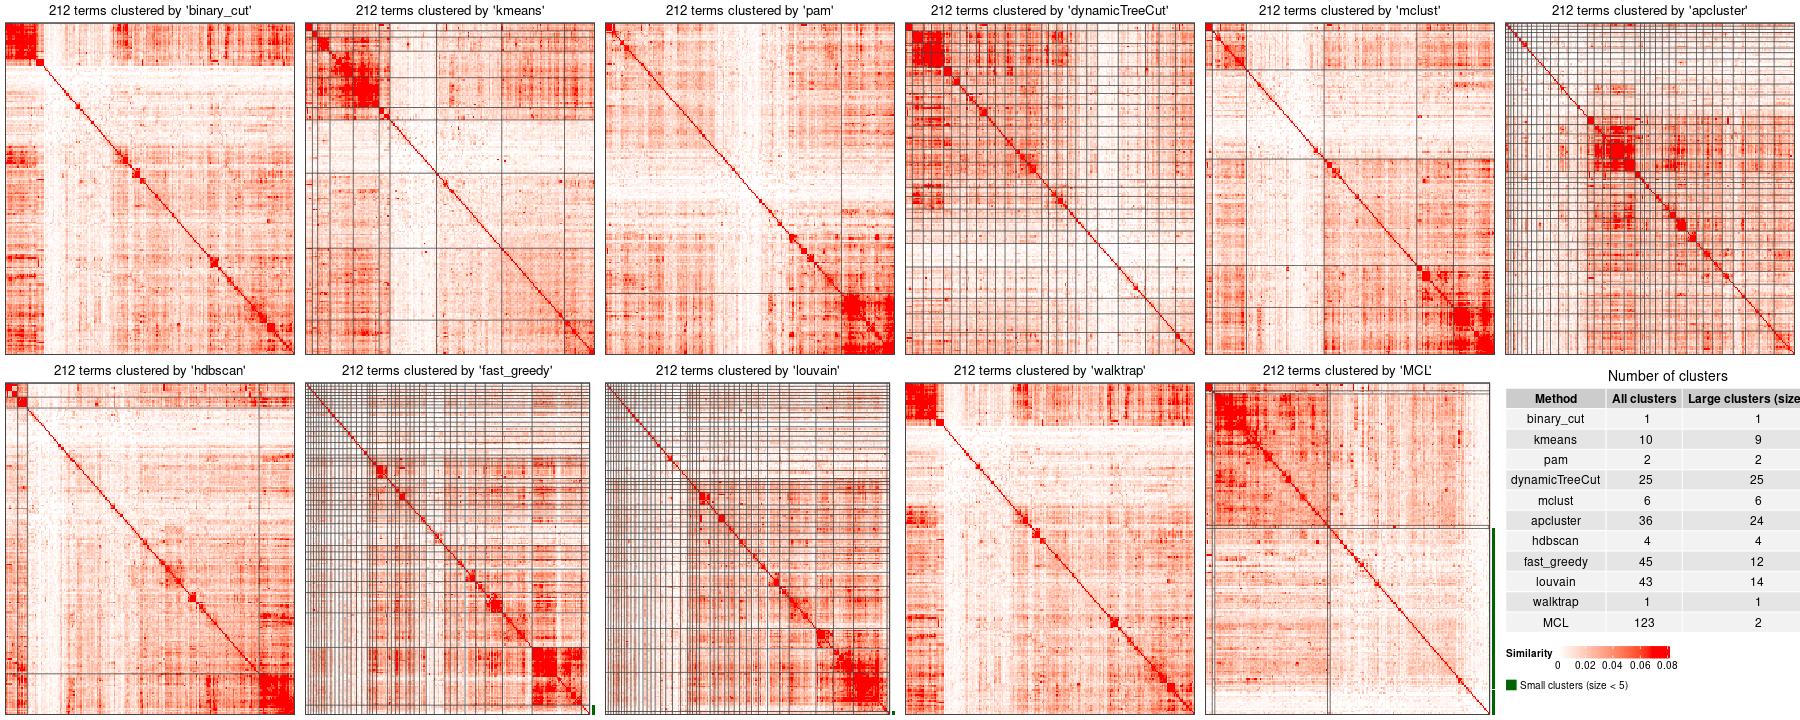 212 terms clustered by 'binary_cut'
212 terms clustered by 'kmeans'
212 terms clustered by 'pam'
212 terms clustered by 'dynamicTreeCut'
212 terms clustered by 'mclust'
212 terms clustered by 'apcluster'
212 terms clustered by 'hdbscan'
212 terms clustered by 'fast_greedy'
212 terms clustered by 'louvain'
212 terms clustered by 'walktrap'
212 terms clustered by 'MCL'
Number of clusters
Method All clusters Large clusters (size
binary_cut 1 1
kmeans 10 9
pam 2 2
dynamicTreeCut 25 25
mclust 6 6
apcluster 36 24
hdbscan 4 4
fast_greedy 45 12
louvain 43 14
walktrap 1 1
MCL 123 2
Similarity
0 0.02 0.04 0.06 0.08
Small clusters (size < 5)